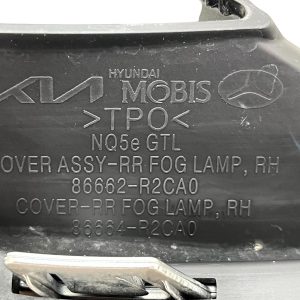 KIA HYUNDAI MOBIS
>TPO<
NQ5e GTL
COVER ASSY-RR FOG LAMP, RH
86662-R2CA0
COVER-RR FOG LAMP, RH
86664-R2CA0